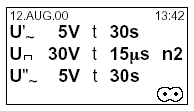 12.AUG.00 13:42
U'~ 5V t 30s
U⊓ 30V t 15µs n2
U"~ 5V t 30s